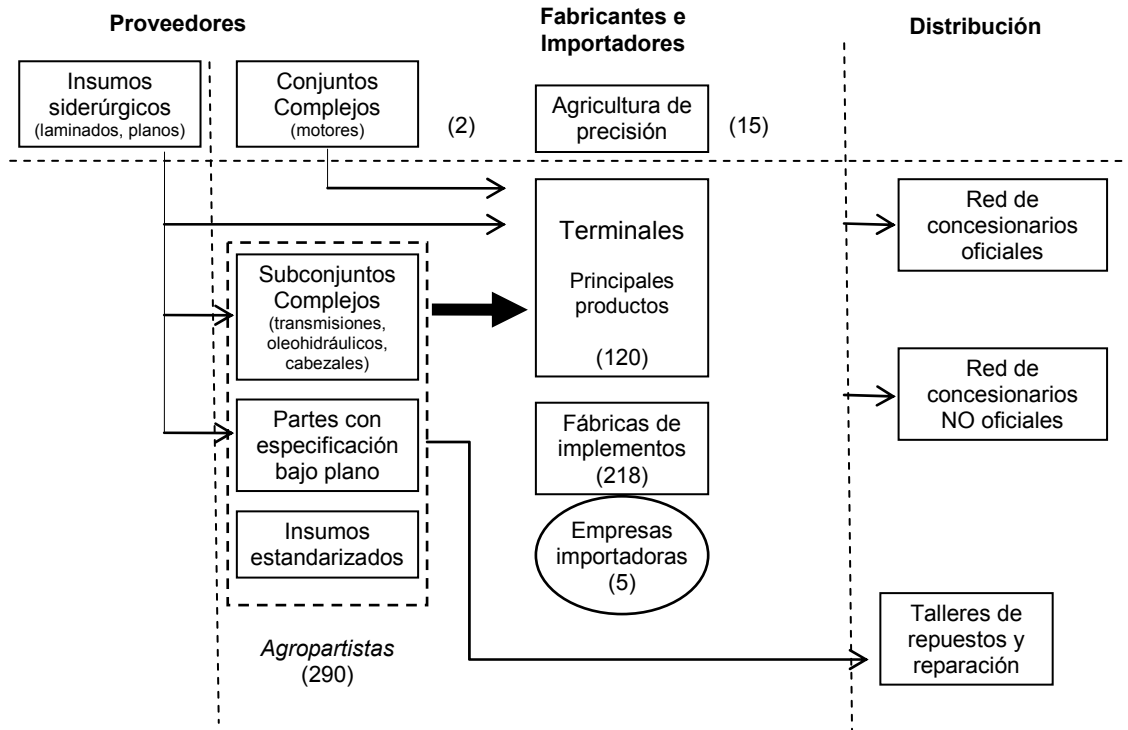 Proveedores
Fabricantes e
Importadores
Distribución
Insumos
siderúrgicos
(laminados, planos)
Conjuntos
Complejos
(motores)
(2)
Agricultura de
precisión
(15)
Terminales
Principales
productos
(120)
Red de
concesionarios
oficiales
Subconjuntos
Complejos
(transmisiones,
oleohidráulicos,
cabezales)
Red de
concesionarios
NO oficiales
Partes con
especificación
bajo plano
Fábricas de
implementos
(218)
Insumos
estandarizados
Empresas
importadoras
(5)
Agropartistas
(290)
Talleres de
repuestos y
reparación